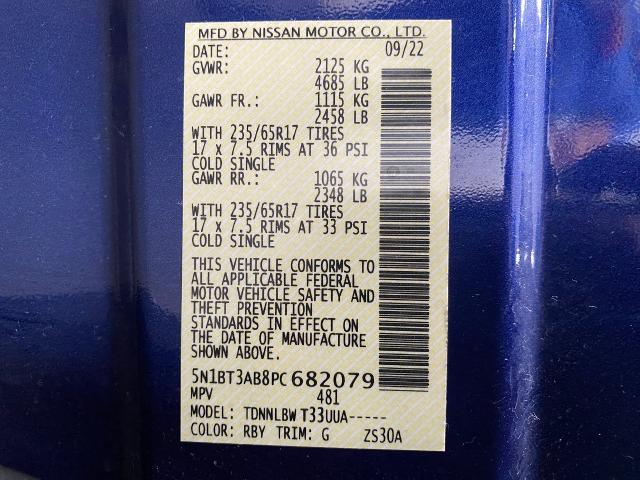 MFD BY NISSAN MOTOR CO., LTD.
DATE: 09/22
GVWR: 2125 KG
4685 LB
GAWR FR.: 1115 KG
2458 LB
WITH 235/65R17 TIRES
17 x 7.5 RIMS AT 36 PSI
COLD SINGLE
GAWR RR.: 1065 KG
2348 LB
WITH 235/65R17 TIRES
17 x 7.5 RIMS AT 33 PSI
COLD SINGLE
THIS VEHICLE CONFORMS TO
ALL APPLICABLE FEDERAL
MOTOR VEHICLE SAFETY AND
THEFT PREVENTION
STANDARDS IN EFFECT ON
THE DATE OF MANUFACTURE
SHOWN ABOVE.
5N1BT3AB8PC682079
MPV 481
MODEL: TDNNLBW T33UUA-----
COLOR: RBY TRIM: G ZS30A